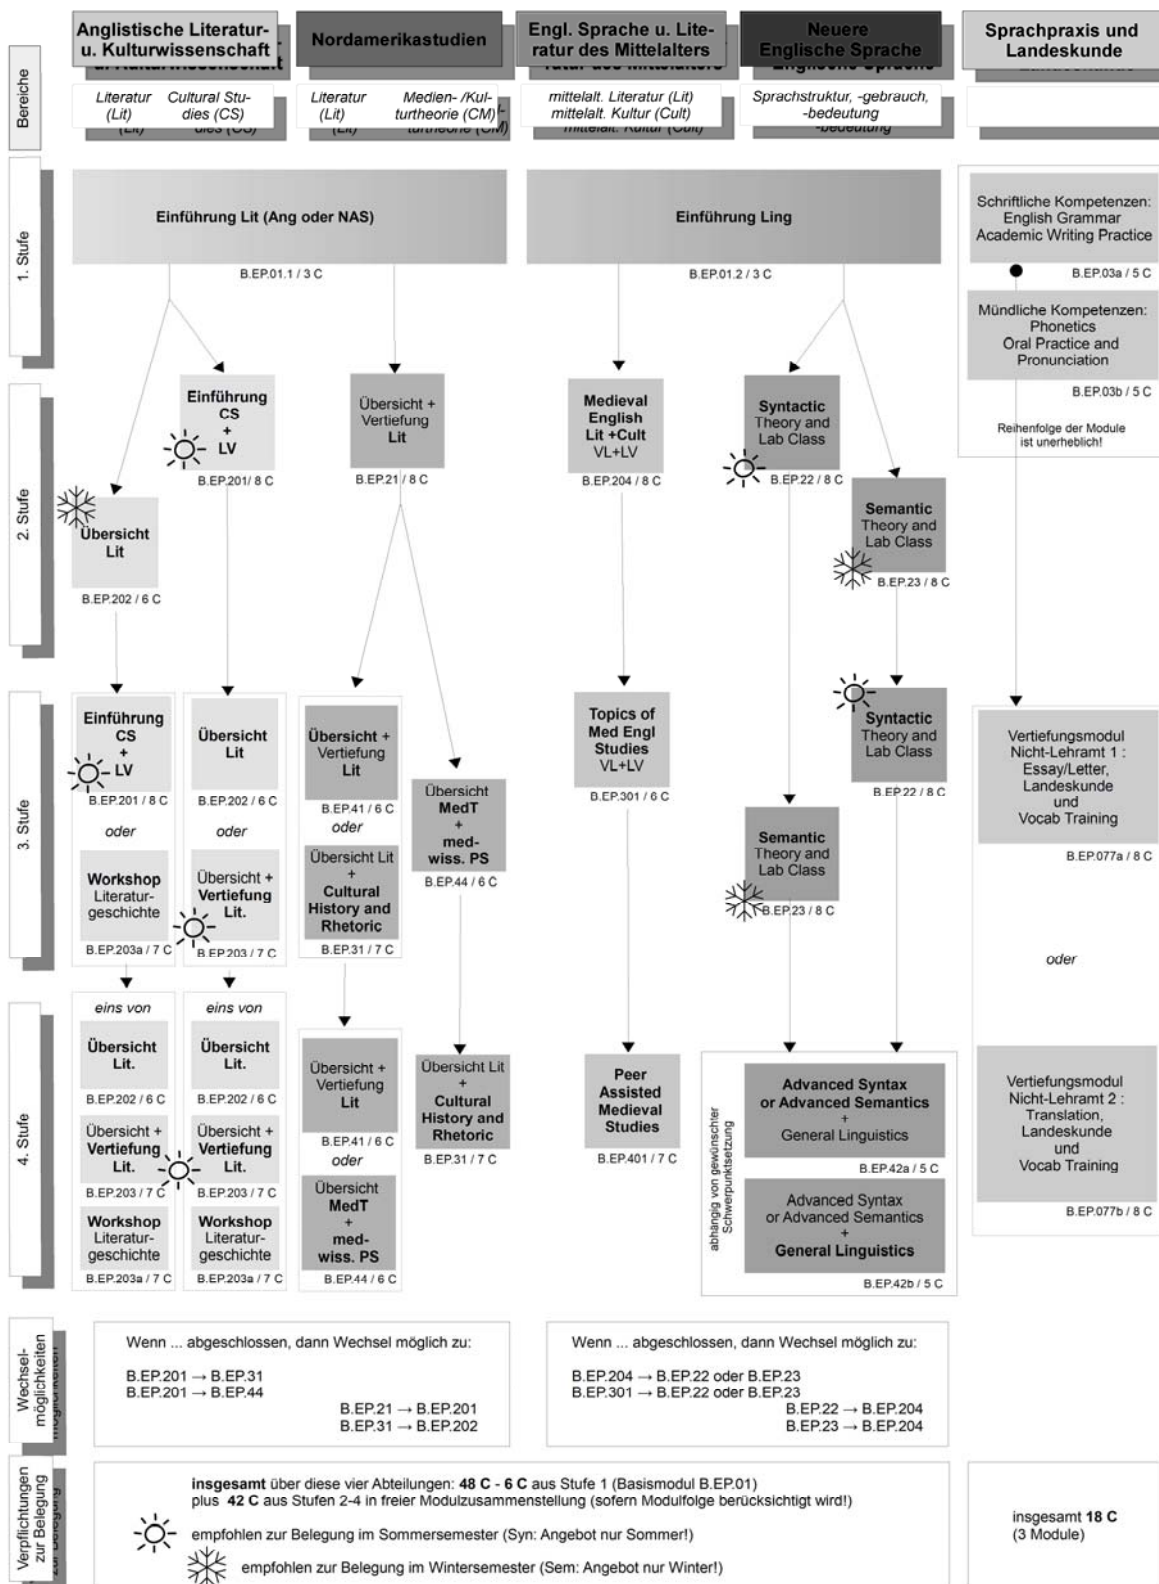 Anglistische Literatur-
u. Kulturwissenschaft
Nordamerikastudien
Engl. Sprache u. Lite-
ratur des Mittelalters
Neuere
Englische Sprache
Sprachpraxis und
Landeskunde
Bereiche
Literatur
(Lit)
Cultural Stu-
dies (CS)
Literatur
(Lit)
Medien- /Kul-
turtheorie (CM)
mittelalt. Literatur (Lit)
mittelalt. Kultur (Cult)
Sprachstruktur, -gebrauch,
-bedeutung
1. Stufe
Einführung Lit (Ang oder NAS)
B.EP.01.1 / 3 C
Einführung Ling
B.EP.01.2 / 3 C
Schriftliche Kompetenzen:
English Grammar
Academic Writing Practice
B.EP.03a / 5 C
Mündliche Kompetenzen:
Phonetics
Oral Practice and
Pronunciation
B.EP.03b / 5 C
Reihenfolge der Module
ist unerheblich!
2. Stufe
Einführung
CS
+
LV
B.EP.201/ 8 C
Übersicht
Lit
B.EP.202 / 6 C
Übersicht +
Vertiefung
Lit
B.EP.21 / 8 C
Medieval
English
Lit +Cult
VL+LV
B.EP.204 / 8 C
Syntactic
Theory and
Lab Class
B.EP.22 / 8 C
Semantic
Theory and
Lab Class
B.EP.23 / 8 C
3. Stufe
Einführung
CS
+
LV
B.EP.201 / 8 C
oder
Workshop
Literatur-
geschichte
B.EP.203a / 7 C
Übersicht
Lit
B.EP.202 / 6 C
oder
Übersicht +
Vertiefung
Lit.
B.EP.203 / 7 C
Übersicht +
Vertiefung
Lit
B.EP.41 / 6 C
oder
Übersicht Lit
+
Cultural
History and
Rhetoric
B.EP.31 / 7 C
Übersicht
MedT
+
med-
wiss. PS
B.EP.44 / 6 C
Topics of
Med Engl
Studies
VL+LV
B.EP.301 / 6 C
Semantic
Theory and
Lab Class
B.EP.23 / 8 C
Syntactic
Theory and
Lab Class
B.EP.22 / 8 C
Vertiefungsmodul
Nicht-Lehramt 1 :
Essay/Letter,
Landeskunde
und
Vocab Training
B.EP.077a / 8 C
oder
4. Stufe
eins von
Übersicht
Lit.
B.EP.202 / 6 C
Übersicht +
Vertiefung
Lit.
B.EP.203 / 7 C
Workshop
Literatur-
geschichte
B.EP.203a / 7 C
eins von
Übersicht
Lit.
B.EP.202 / 6 C
Übersicht +
Vertiefung
Lit.
B.EP.203 / 7 C
Workshop
Literatur-
geschichte
B.EP.203a / 7 C
Übersicht +
Vertiefung
Lit
B.EP.41 / 6 C
oder
Übersicht
MedT
+
med-
wiss. PS
B.EP.44 / 6 C
Übersicht Lit
+
Cultural
History and
Rhetoric
B.EP.31 / 7 C
Peer
Assisted
Medieval
Studies
B.EP.401 / 7 C
abhängig von gewünschter
Schwerpunktsetzung
Advanced Syntax
or Advanced Semantics
+
General Linguistics
B.EP.42a / 5 C
Advanced Syntax
or Advanced Semantics
+
General Linguistics
B.EP.42b / 5 C
Vertiefungsmodul
Nicht-Lehramt 2 :
Translation,
Landeskunde
und
Vocab Training
B.EP.077b / 8 C
Wechsel-
möglichkeiten
Wenn ... abgeschlossen, dann Wechsel möglich zu:
B.EP.201 → B.EP.31
B.EP.201 → B.EP.44
B.EP.21 → B.EP.201
B.EP.31 → B.EP.202
Wenn ... abgeschlossen, dann Wechsel möglich zu:
B.EP.204 → B.EP.22 oder B.EP.23
B.EP.301 → B.EP.22 oder B.EP.23
B.EP.22 → B.EP.204
B.EP.23 → B.EP.204
Verpflichtungen
zur Belegung
insgesamt über diese vier Abteilungen: 48 C - 6 C aus Stufe 1 (Basismodul B.EP.01)
plus 42 C aus Stufen 2-4 in freier Modulzusammenstellung (sofern Modulfolge berücksichtigt wird!)
empfohlen zur Belegung im Sommersemester (Syn: Angebot nur Sommer!)
empfohlen zur Belegung im Wintersemester (Sem: Angebot nur Winter!)
insgesamt 18 C
(3 Module)